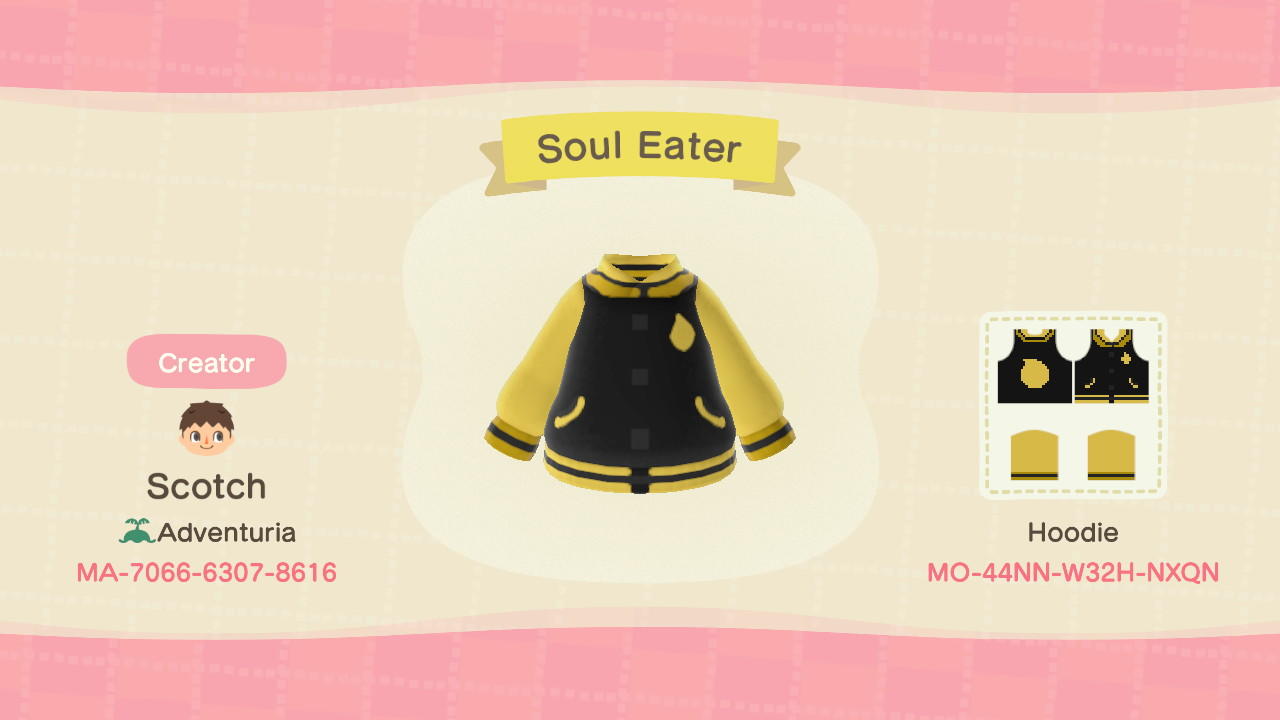 Soul Eater
Creator
Scotch
Adventuria
MA-7066-6307-8616
Hoodie
MO-44NN-W32H-NXQN